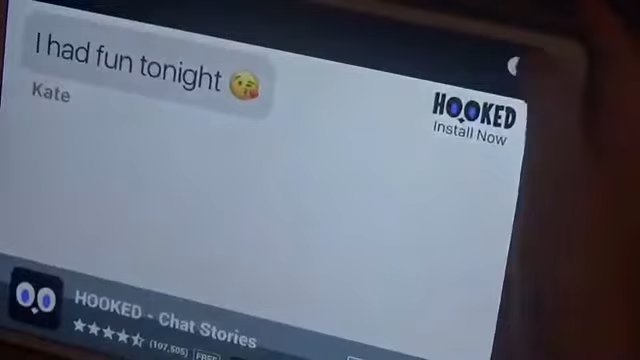 I had fun tonight 😘
Kate
HOOKED
Install Now
HOOKED - Chat Stories
(107,505) FREE